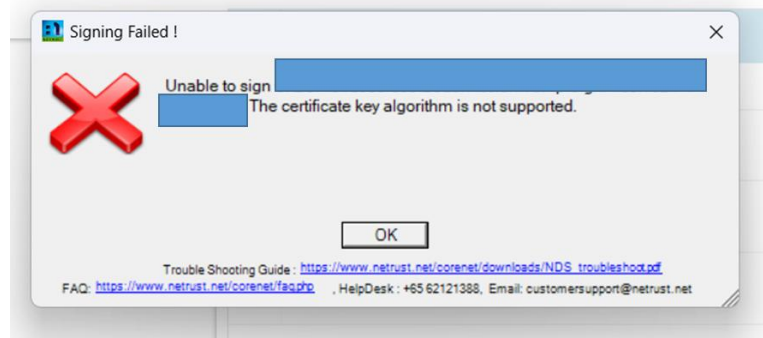 Signing Failed !
Unable to sign
The certificate key algorithm is not supported.
OK
Trouble Shooting Guide : https://www.netrust.net/corenet/downloads/NDS_troubleshoot.pdf
FAQ: https://www.netrust.net/corenet/faq.php , HelpDesk : +65 62121388, Email: customersupport@netrust.net